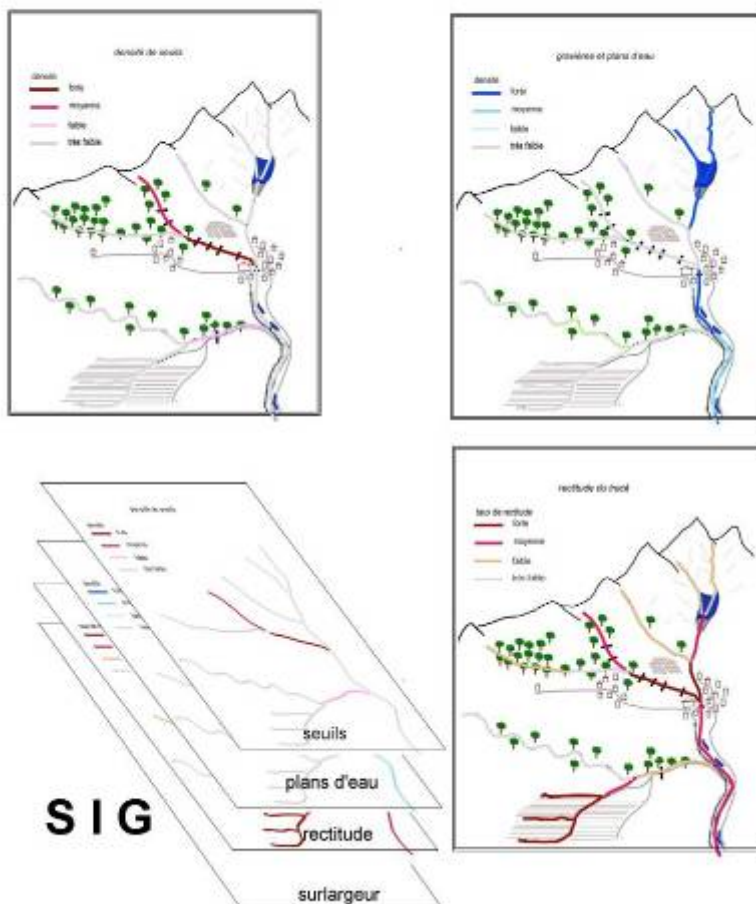 densité de seuils
densité
forte
moyenne
faible
très faible
gravières et plans d'eau
densité
forte
moyenne
faible
très faible
rectitude du tracé
taux de rectitude
forte
moyenne
faible
très faible
seuils
plans d'eau
rectitude
surlargeur
SIG